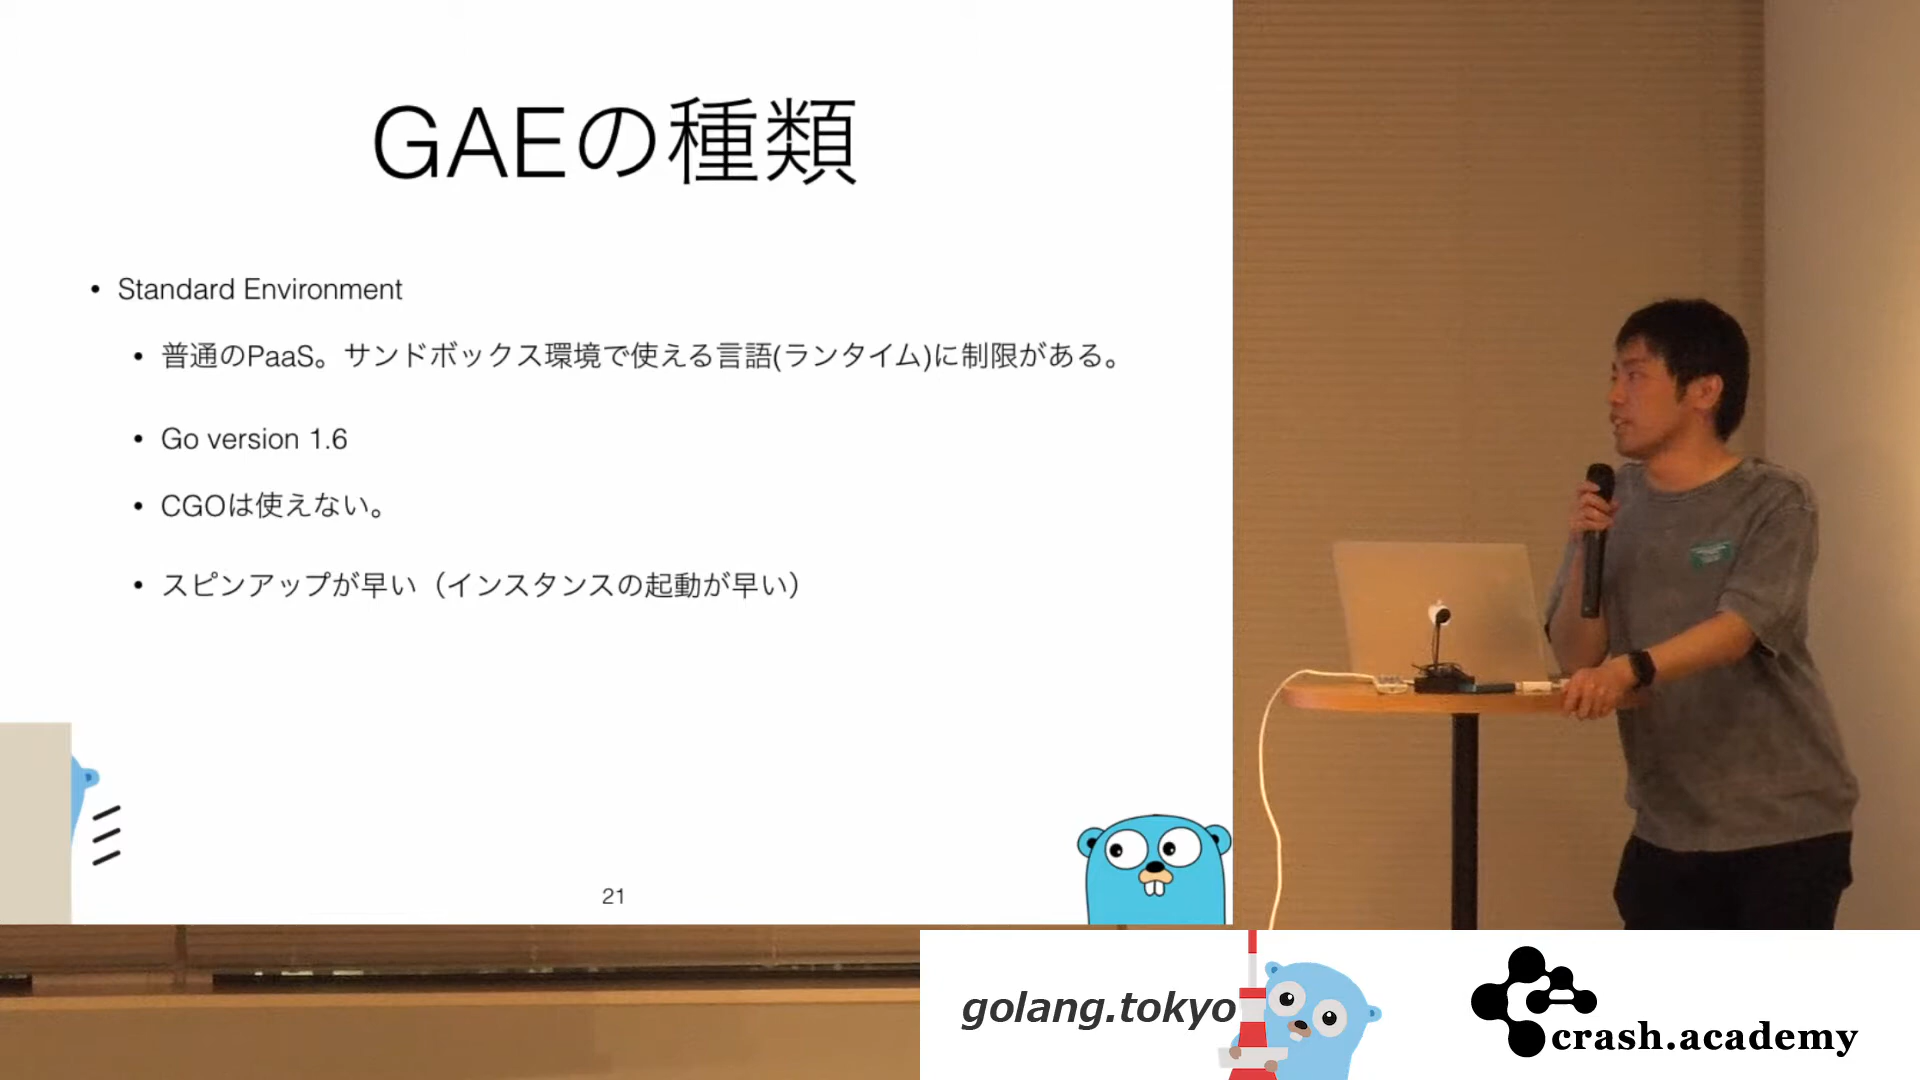 GAEの種類
• Standard Environment
• 普通のPaaS。サンドボックス環境で使える言語(ランタイム)に制限がある。
• Go version 1.6
• CGOは使えない。
• スピンアップが早い（インスタンスの起動が早い）
21
golang.tokyo
crash.academy